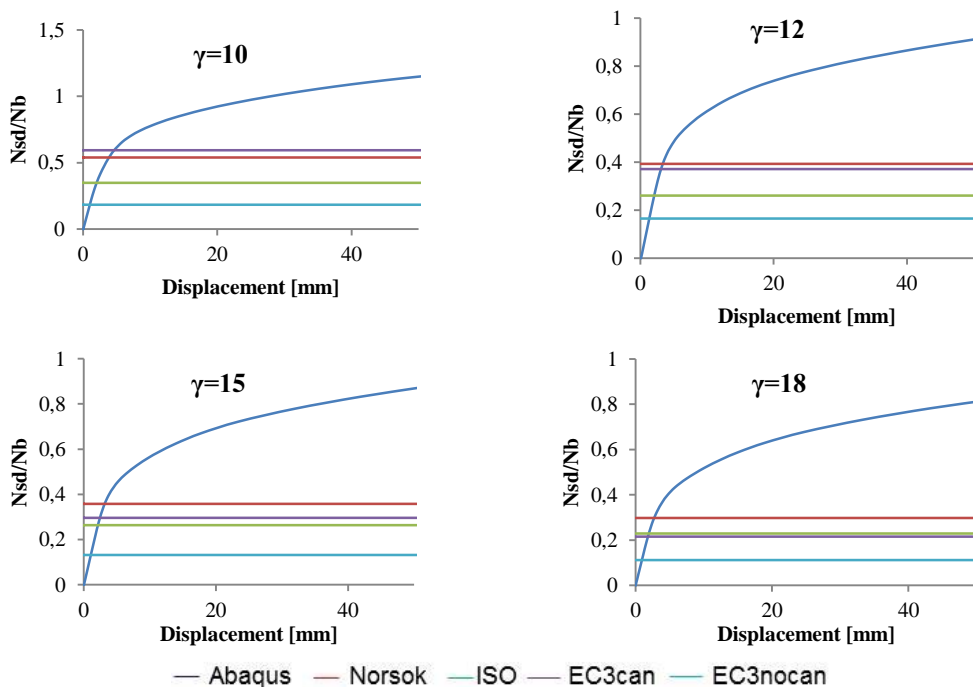 γ=10
1,5
1
0,5
0
Nsd/Nb
0 20 40
Displacement [mm]
γ=12
1
0,8
0,6
0,4
0,2
0
Nsd/Nb
0 20 40
Displacement [mm]
γ=15
1
0,8
0,6
0,4
0,2
0
Nsd/Nb
0 20 40
Displacement [mm]
γ=18
1
0,8
0,6
0,4
0,2
0
Nsd/Nb
0 20 40
Displacement [mm]
Abaqus Norsok ISO EC3can EC3nocan